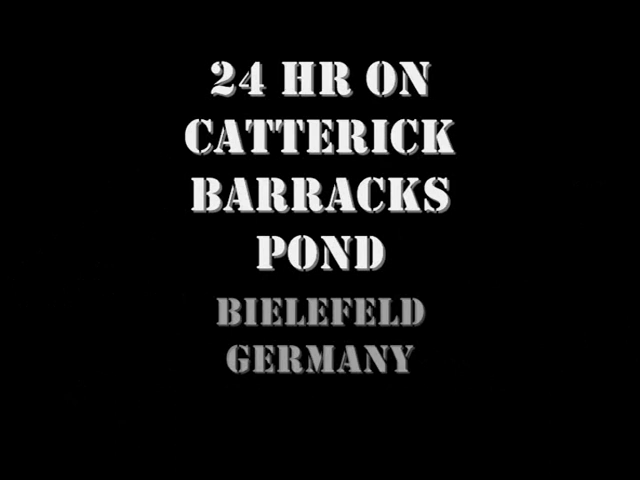 24 HR ON
CATTERICK
BARRACKS
POND
BIELEFELD
GERMANY